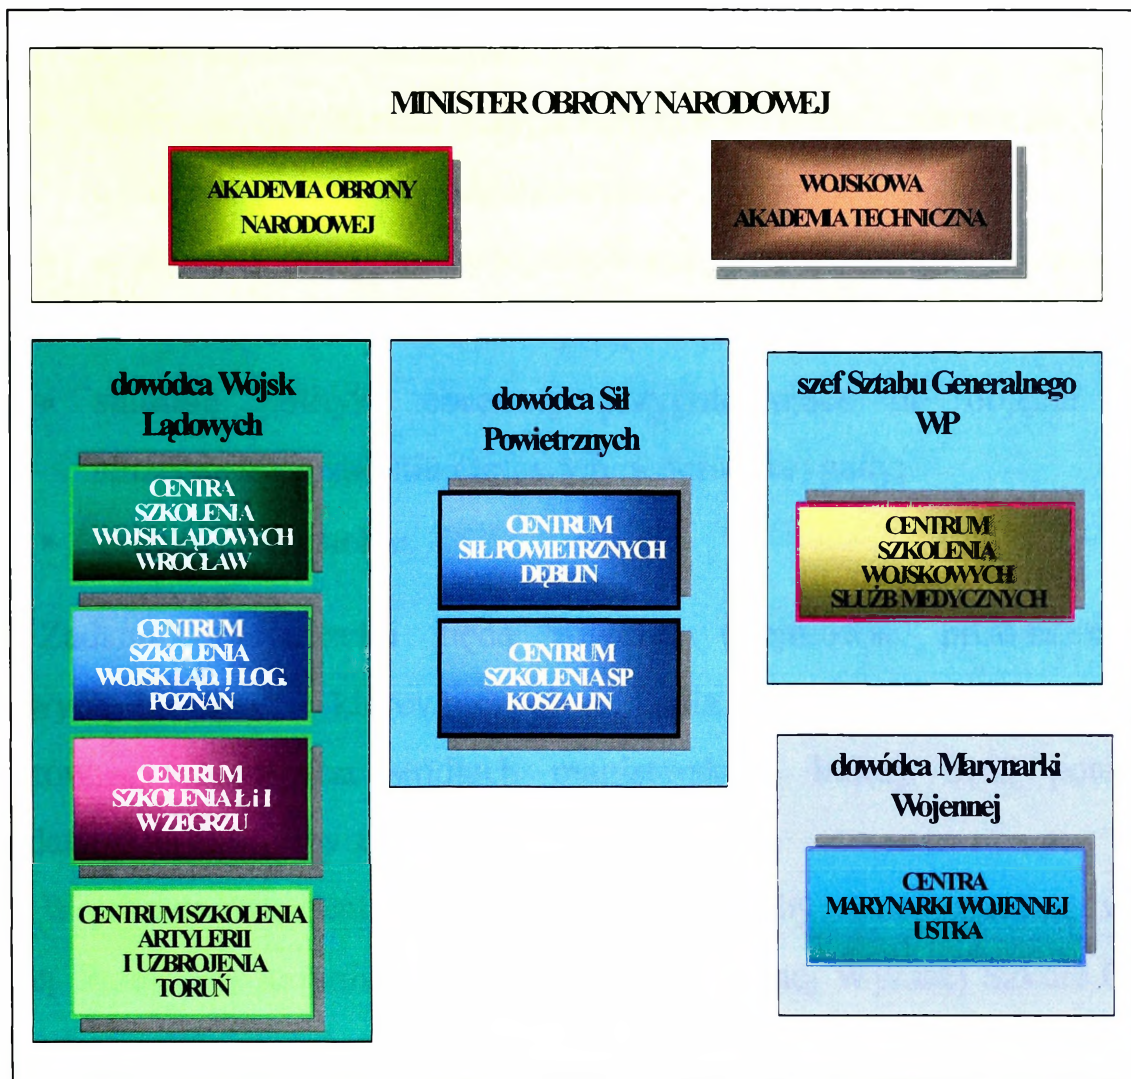 MINISTER OBRONY NARODOWEJ
AKADEMIA OBRONY
NARODOWEJ
WOJSKOWA
AKADEMIA TECHNICZNA
dowódca Wojsk
Lądowych
CENTRA
SZKOLENIA
WOJSK LĄDOWYCH
WROCŁAW
CENTRUM
SZKOLENIA
WOJSK LĄD. I LOG.
POZNAŃ
CENTRUM
SZKOLENIA Ł i I
W ZEGRZU
CENTRUM SZKOLENIA
ARTYLERII
I UZBROJENIA
TORUŃ
dowódca Sił
Powietrznych
CENTRUM
SIŁ POWIETRZNYCH
DĘBLIN
CENTRUM
SZKOLENIA SP
KOSZALIN
szef Sztabu Generalnego
WP
CENTRUM
SZKOLENIA
WOJSKOWYCH
SŁUŻB MEDYCZNYCH
dowódca Marynarki
Wojennej
CENTRA
MARYNARKI WOJENNEJ
USTKA